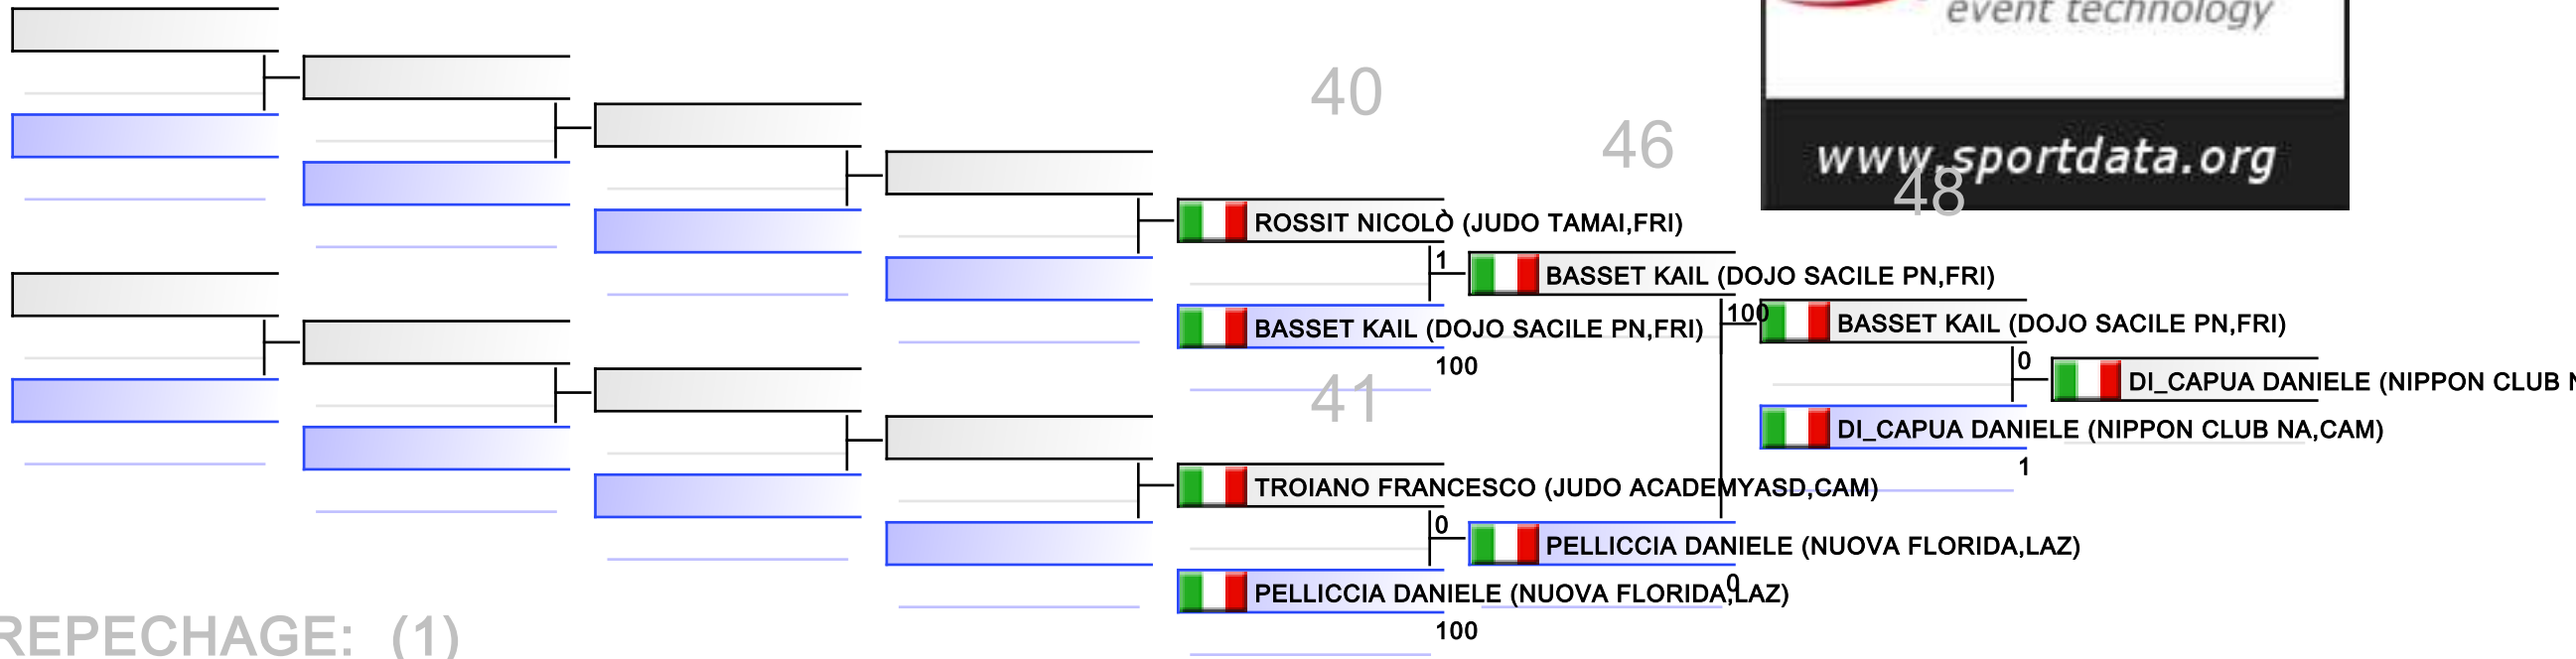 event technology
40
46
www.sportdata.org
48
ROSSIT NICOLÒ (JUDO TAMAI,FRI)
1
BASSET KAIL (DOJO SACILE PN,FRI)
100
BASSET KAIL (DOJO SACILE PN,FRI)
BASSET KAIL (DOJO SACILE PN,FRI)
0
100
DI_CAPUA DANIELE (NIPPON CLUB N
41
DI_CAPUA DANIELE (NIPPON CLUB NA,CAM)
1
TROIANO FRANCESCO (JUDO ACADEMYASD,CAM)
0
PELLICCIA DANIELE (NUOVA FLORIDA,LAZ)
0
PELLICCIA DANIELE (NUOVA FLORIDA,LAZ)
100
REPECHAGE: (1)